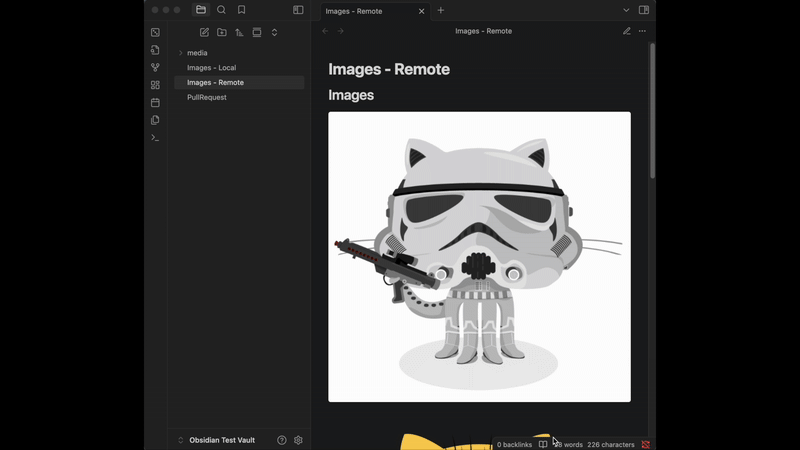 Images - Remote
media
Images - Local
Images - Remote
PullRequest
Images - Remote
Images - Remote
Images
Obsidian Test Vault
0 backlinks
words 226 characters